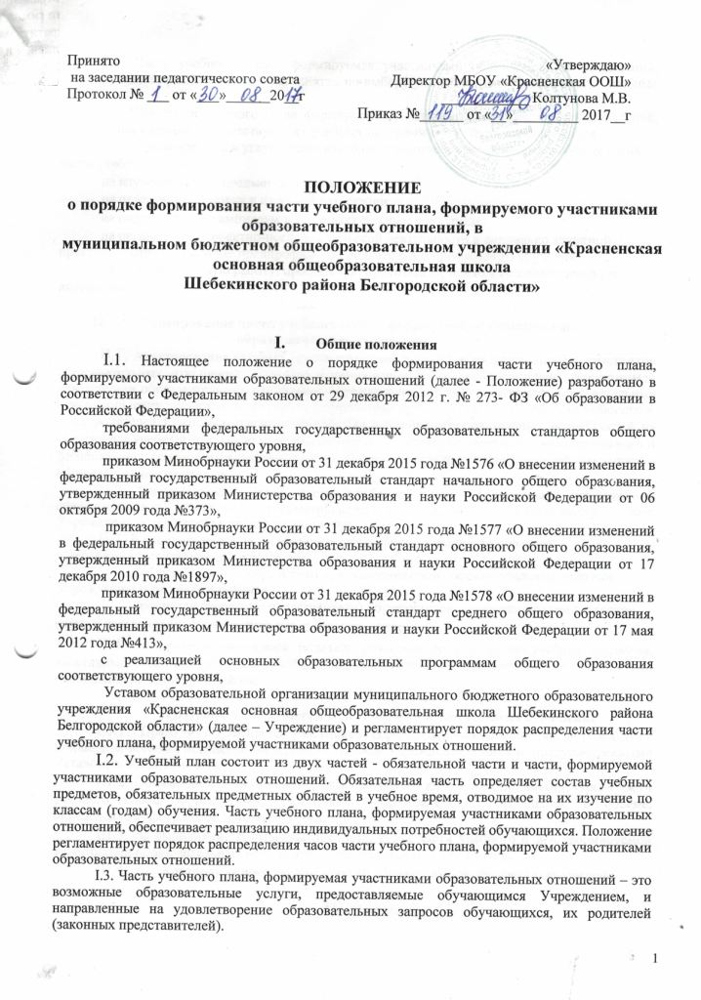 Принято
на заседании педагогического совета
Протокол № 1 от «30» 08 2017г
«Утверждаю»
Директор МБОУ «Красненская ООШ»
Колтунова М.В.
Приказ № 119 от «31» 08 2017 г
ПОЛОЖЕНИЕ
о порядке формирования части учебного плана, формируемого участниками
образовательных отношений, в
муниципальном бюджетном общеобразовательном учреждении «Красненская
основная общеобразовательная школа
Шебекинского района Белгородской области»
I. Общие положения
I.1. Настоящее положение о порядке формирования части учебного плана,
формируемого участниками образовательных отношений (далее - Положение) разработано в
соответствии с Федеральным законом от 29 декабря 2012 г. № 273- ФЗ «Об образовании в
Российской Федерации»,
требованиями федеральных государственных образовательных стандартов общего
образования соответствующего уровня,
приказом Минобрнауки России от 31 декабря 2015 года №1576 «О внесении изменений в
федеральный государственный образовательный стандарт начального общего образования,
утвержденный приказом Министерства образования и науки Российской Федерации от 06
октября 2009 года №373»,
приказом Минобрнауки России от 31 декабря 2015 года №1577 «О внесении изменений
в федеральный государственный образовательный стандарт основного общего образования,
утвержденный приказом Министерства образования и науки Российской Федерации от 17
декабря 2010 года №1897»,
приказом Минобрнауки России от 31 декабря 2015 года №1578 «О внесении изменений в
федеральный государственный образовательный стандарт среднего общего образования,
утвержденный приказом Министерства образования и науки Российской Федерации от 17 мая
2012 года №413»,
с реализацией основных образовательных программам общего образования
соответствующего уровня,
Уставом образовательной организации муниципального бюджетного образовательного
учреждения «Красненская основная общеобразовательная школа Шебекинского района
Белгородской области» (далее – Учреждение) и регламентирует порядок распределения части
учебного плана, формируемой участниками образовательных отношений.
I.2. Учебный план состоит из двух частей - обязательной части и части, формируемой
участниками образовательных отношений. Обязательная часть определяет состав учебных
предметов, обязательных предметных областей в учебное время, отводимое на их изучение по
классам (годам) обучения. Часть учебного плана, формируемая участниками образовательных
отношений, обеспечивает реализацию индивидуальных потребностей обучающихся. Положение
регламентирует порядок распределения часов части учебного плана, формируемой участниками
образовательных отношений.
I.3. Часть учебного плана, формируемая участниками образовательных отношений – это
возможные образовательные услуги, предоставляемые обучающимся Учреждением, и
направленные на удовлетворение образовательных запросов обучающихся, их родителей
(законных представителей).
1